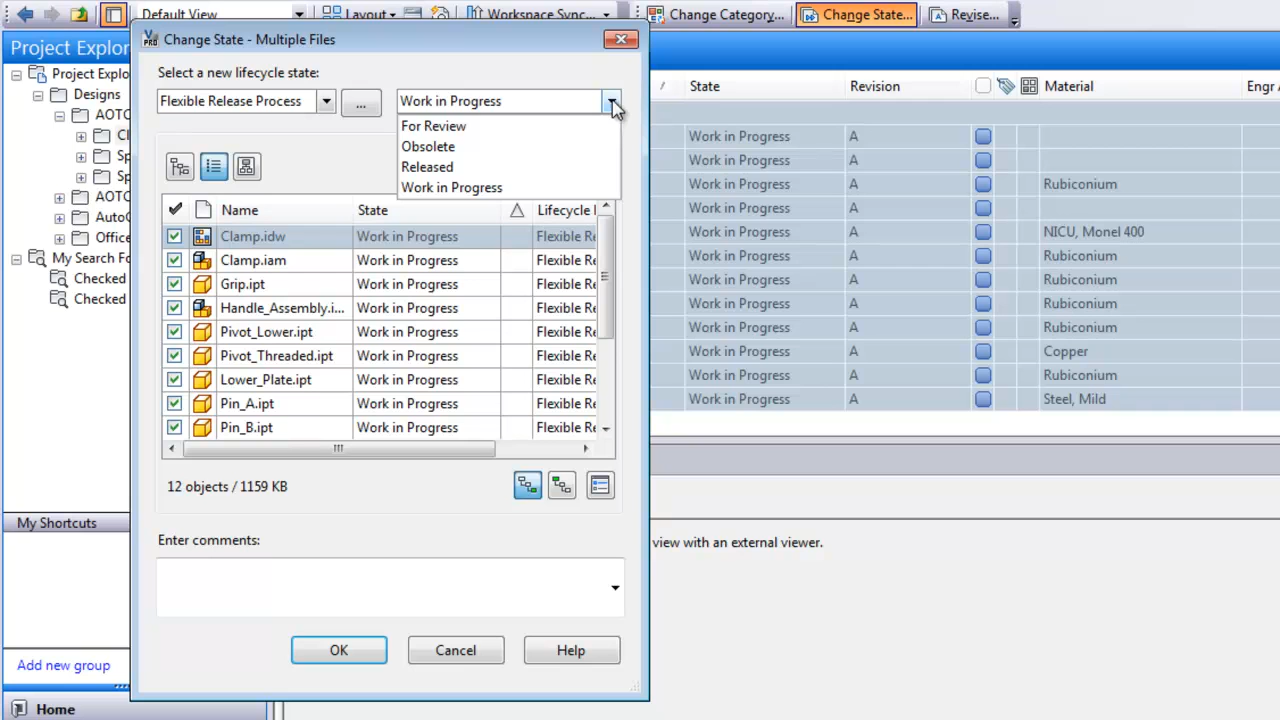 Default View
Layout
Workspace Sync...
Change Category...
Change State...
Revise...
Project Explor
Project Explo
Designs
AOTC
Cl
Sp
Sp
AOTC
AutoC
Office
My Search Fo
Checked
Checked
My Shortcuts
Add new group
Home
Change State - Multiple Files
Select a new lifecycle state:
Flexible Release Process
...
Work in Progress
For Review
Obsolete
Released
Work in Progress
Name State Lifecycle
Clamp.idw Work in Progress Flexible Re
Clamp.iam Work in Progress Flexible Re
Grip.ipt Work in Progress Flexible Re
Handle_Assembly.i... Work in Progress Flexible Re
Pivot_Lower.ipt Work in Progress Flexible Re
Pivot_Threaded.ipt Work in Progress Flexible Re
Lower_Plate.ipt Work in Progress Flexible Re
Pin_A.ipt Work in Progress Flexible Re
Pin_B.ipt Work in Progress Flexible Re
12 objects / 1159 KB
Enter comments:
OK Cancel Help
State Revision Material Engr A
Work in Progress A
Work in Progress A
Work in Progress A Rubiconium
Work in Progress A
Work in Progress A NICU, Monel 400
Work in Progress A Rubiconium
Work in Progress A Rubiconium
Work in Progress A Rubiconium
Work in Progress A Rubiconium
Work in Progress A Copper
Work in Progress A Rubiconium
Work in Progress A Steel, Mild
view with an external viewer.